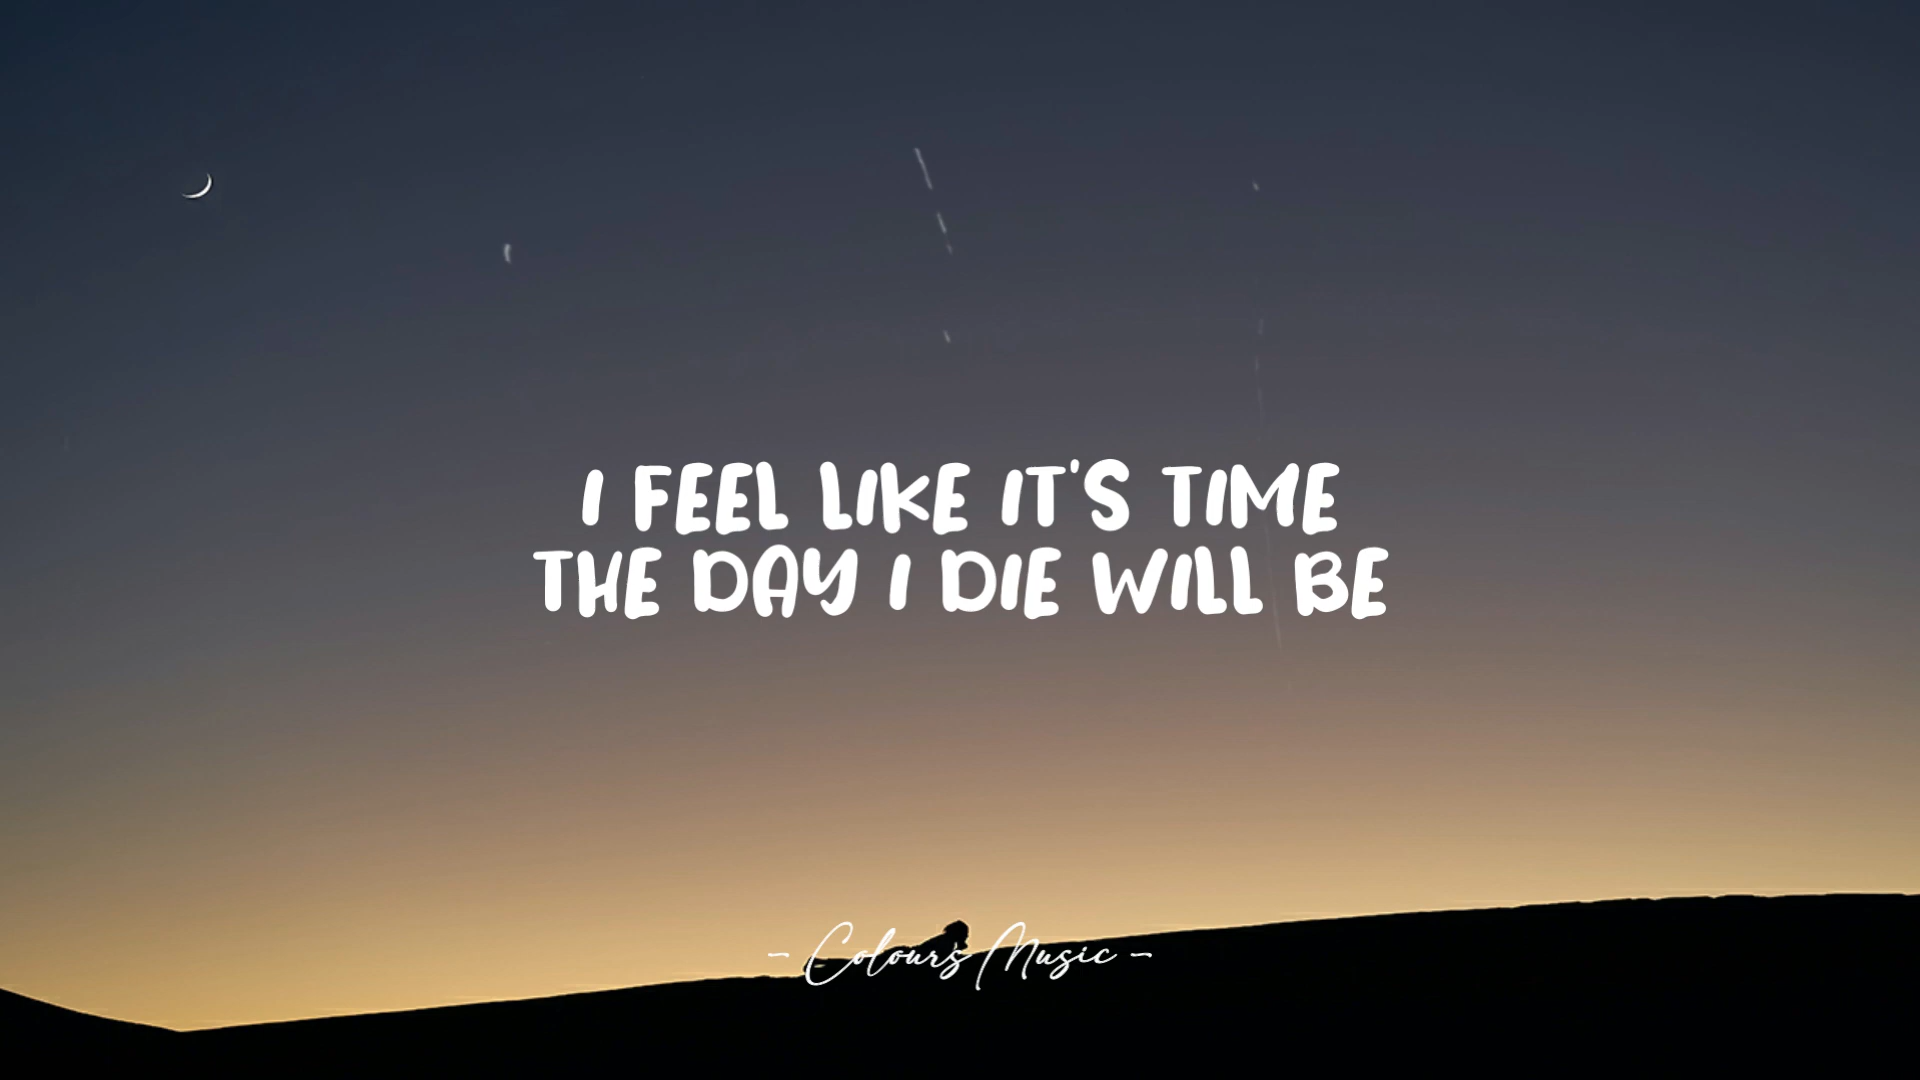 I FEEL LIKE IT'S TIME
THE DAY I DIE WILL BE
- Colours Music -